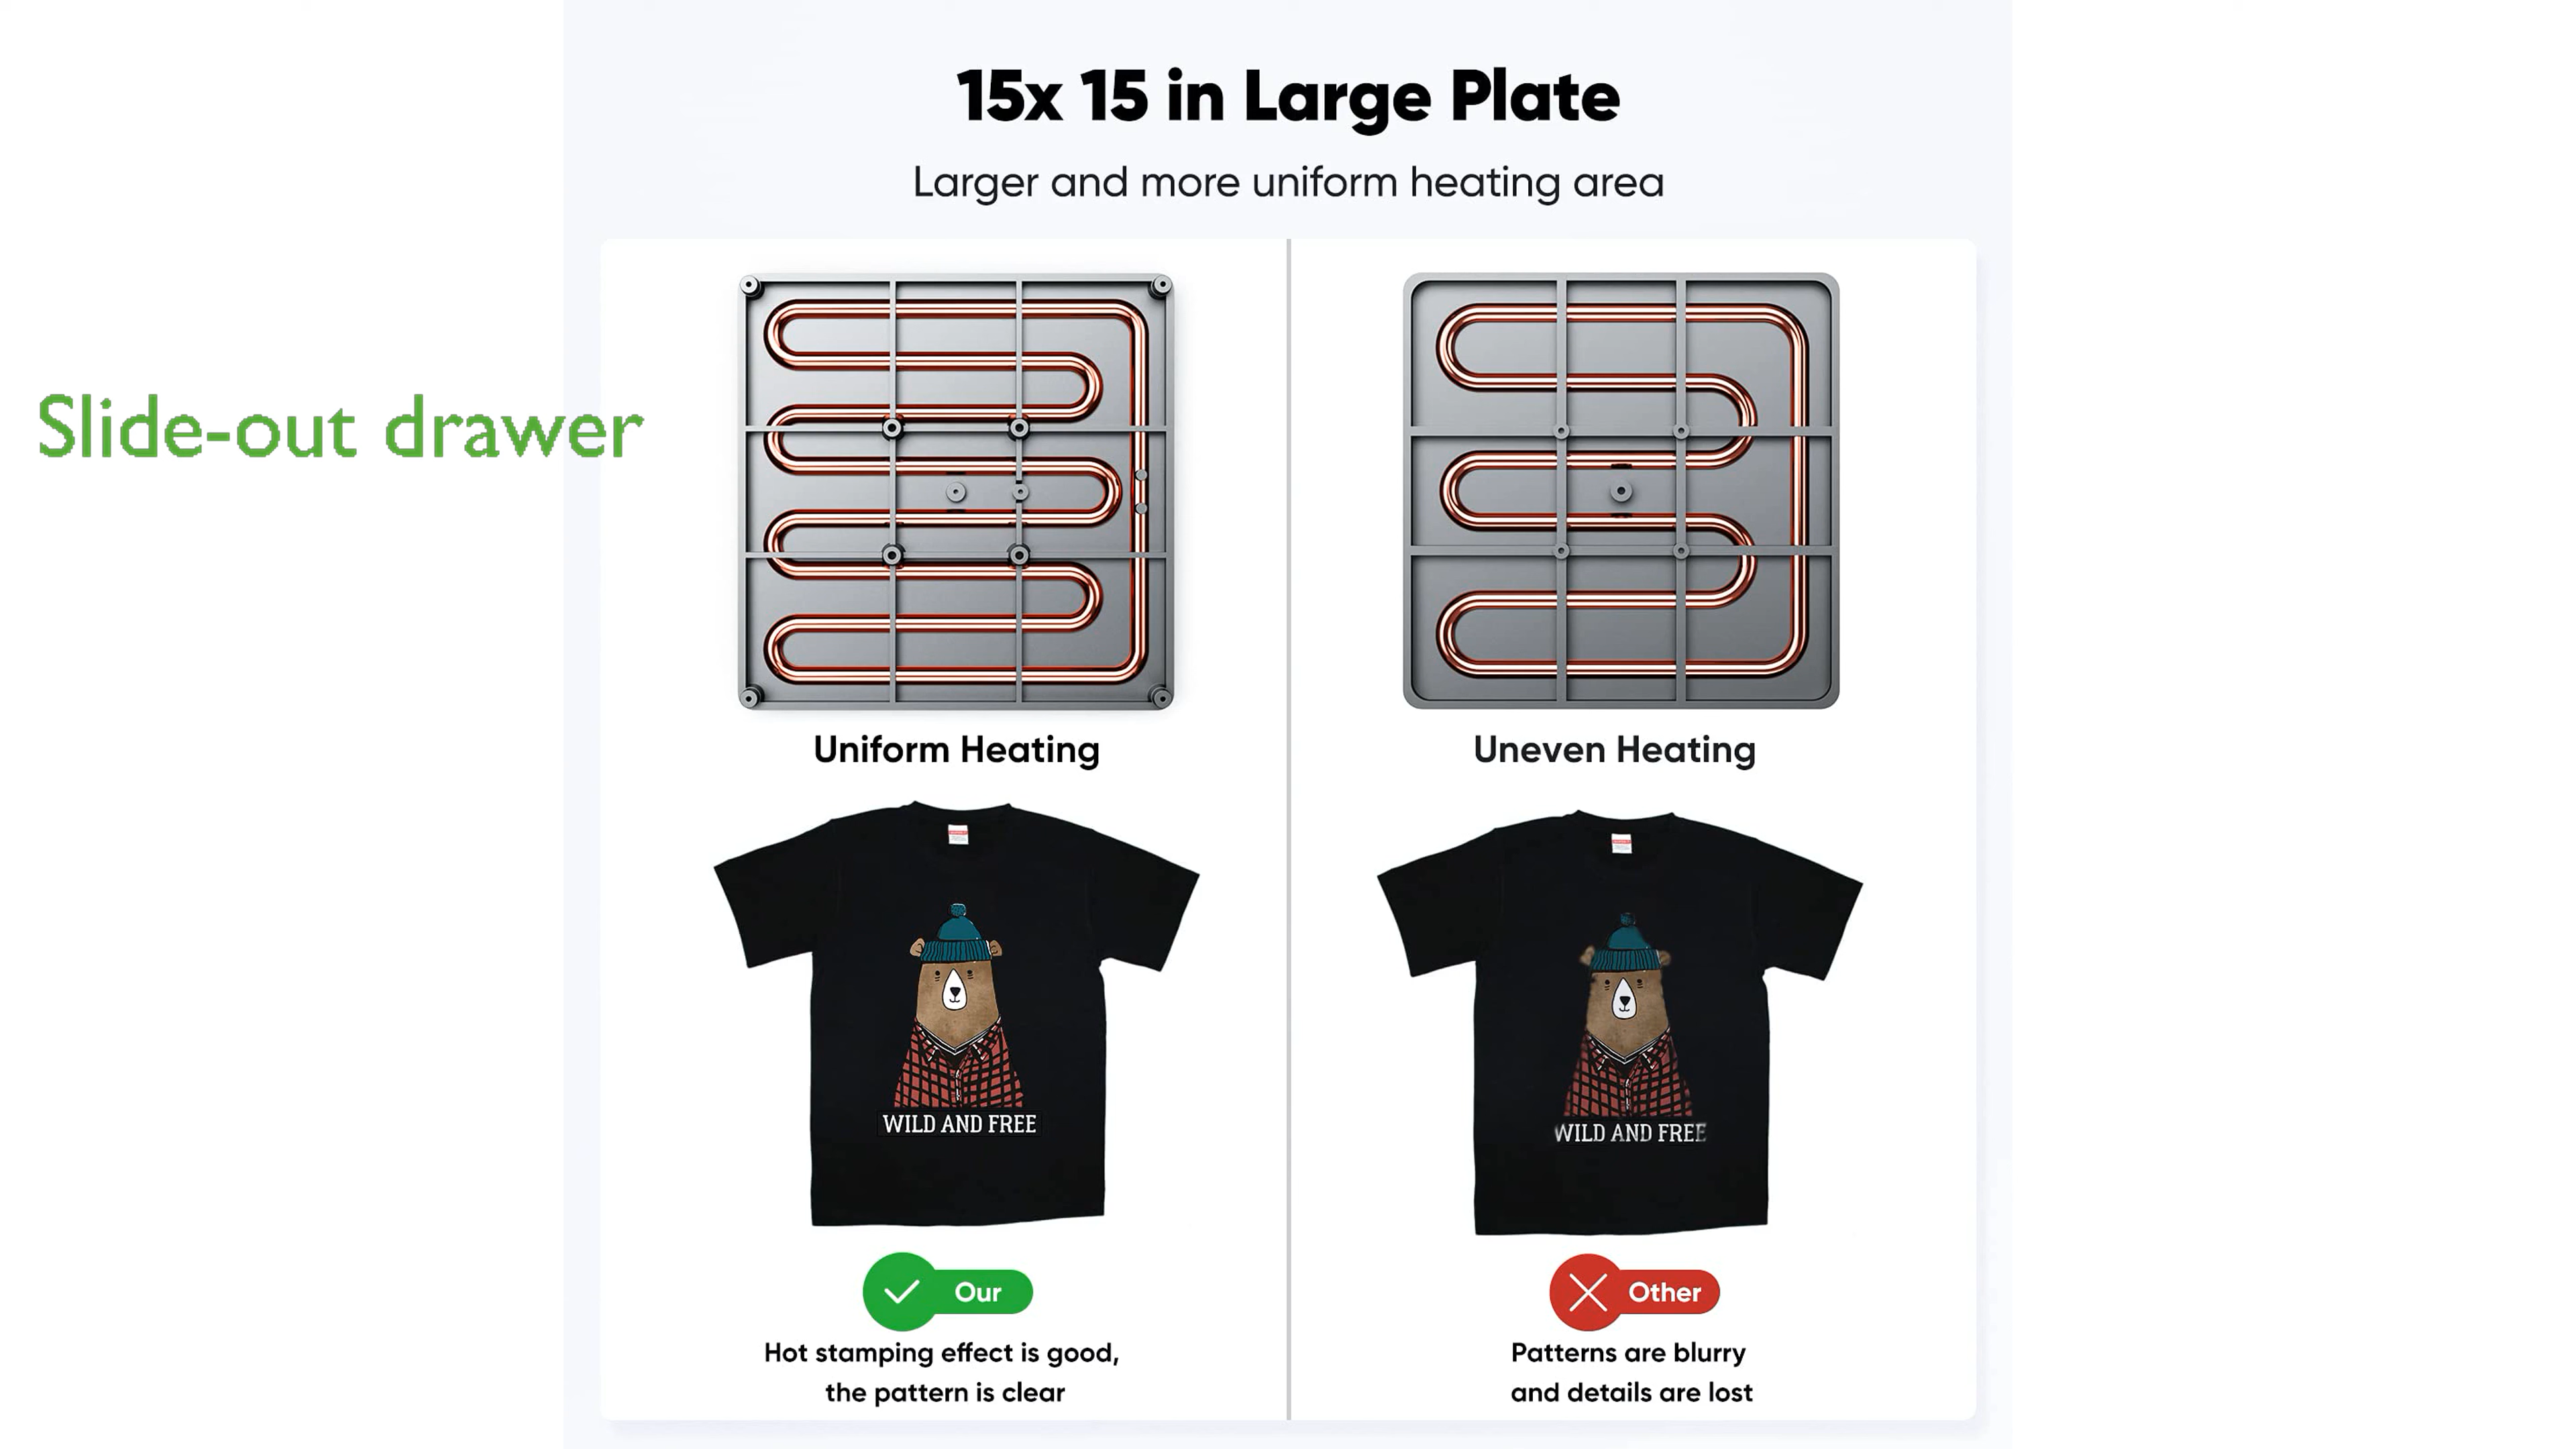 15x 15 in Large Plate
Larger and more uniform heating area
Slide-out drawer
Uniform Heating
Uneven Heating
WILD AND FREE
WILD AND FREE
Our
Other
Hot stamping effect is good,
the pattern is clear
Patterns are blurry
and details are lost